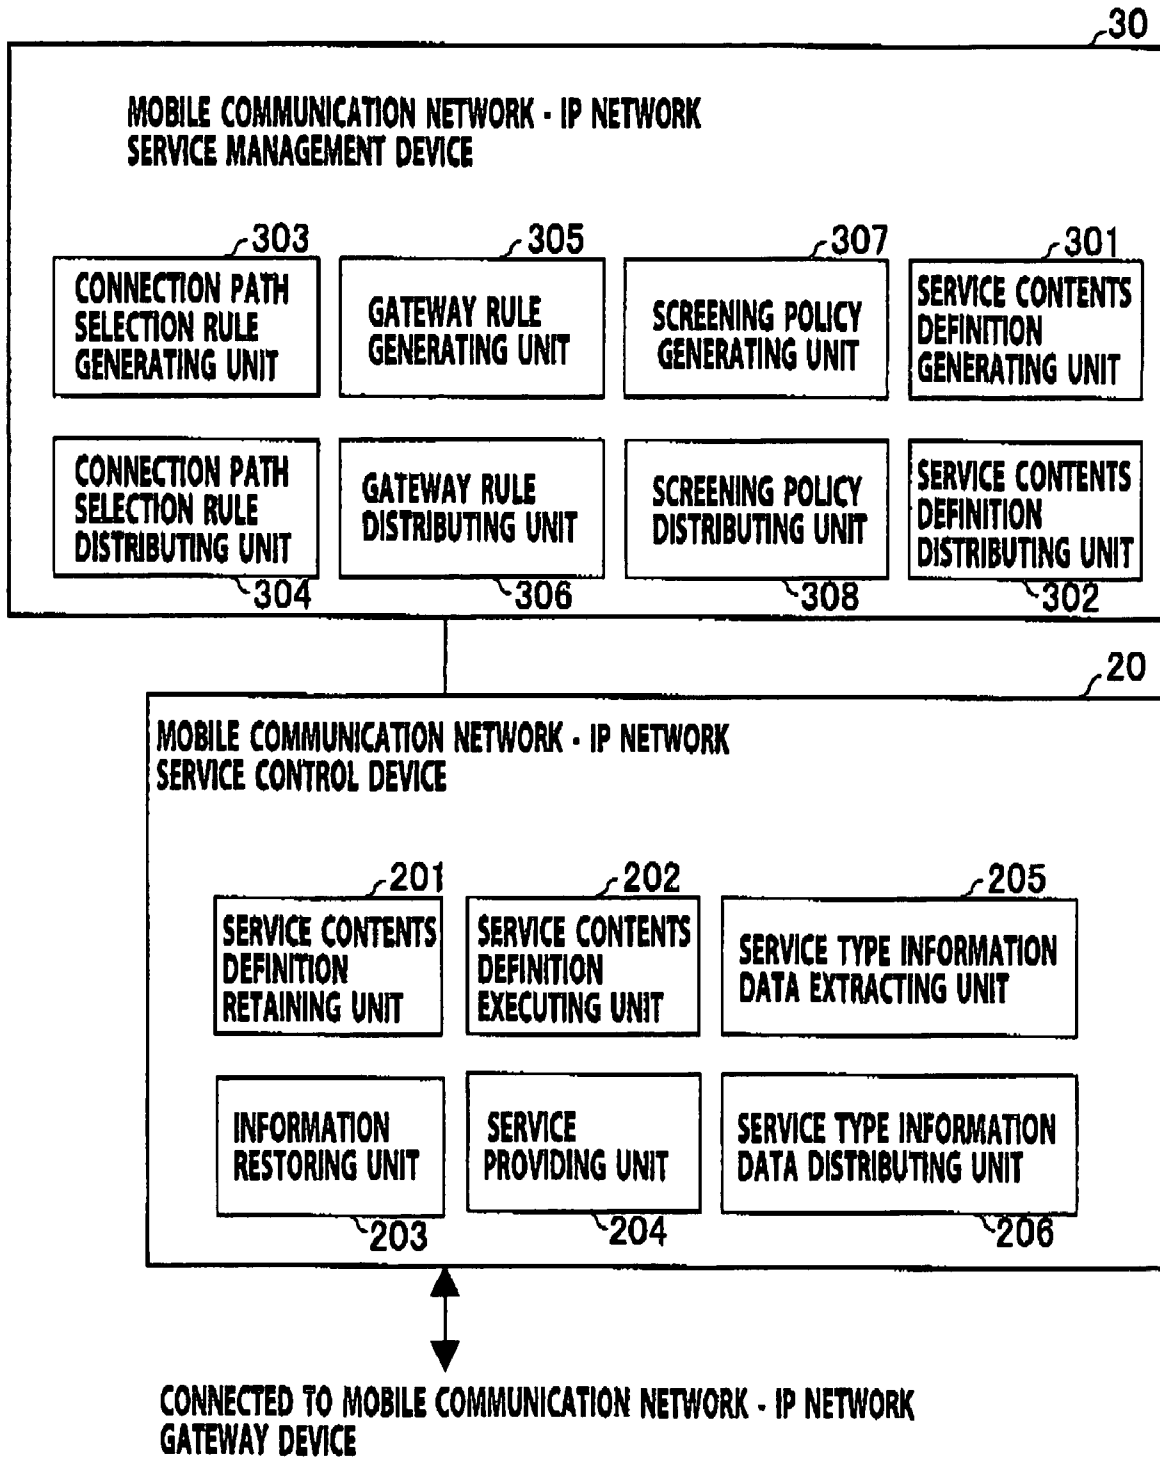 30
MOBILE COMMUNICATION NETWORK - IP NETWORK
SERVICE MANAGEMENT DEVICE
303
CONNECTION PATH
SELECTION RULE
GENERATING UNIT
305
GATEWAY RULE
GENERATING UNIT
307
SCREENING POLICY
GENERATING UNIT
301
SERVICE CONTENTS
DEFINITION
GENERATING UNIT
CONNECTION PATH
SELECTION RULE
DISTRIBUTING UNIT
304
GATEWAY RULE
DISTRIBUTING UNIT
306
SCREENING POLICY
DISTRIBUTING UNIT
308
SERVICE CONTENTS
DEFINITION
DISTRIBUTING UNIT
302
20
MOBILE COMMUNICATION NETWORK - IP NETWORK
SERVICE CONTROL DEVICE
201
SERVICE CONTENTS
DEFINITION
RETAINING UNIT
202
SERVICE CONTENTS
DEFINITION
EXECUTING UNIT
205
SERVICE TYPE INFORMATION
DATA EXTRACTING UNIT
INFORMATION
RESTORING UNIT
203
SERVICE
PROVIDING UNIT
204
SERVICE TYPE INFORMATION
DATA DISTRIBUTING UNIT
206
CONNECTED TO MOBILE COMMUNICATION NETWORK - IP NETWORK
GATEWAY DEVICE